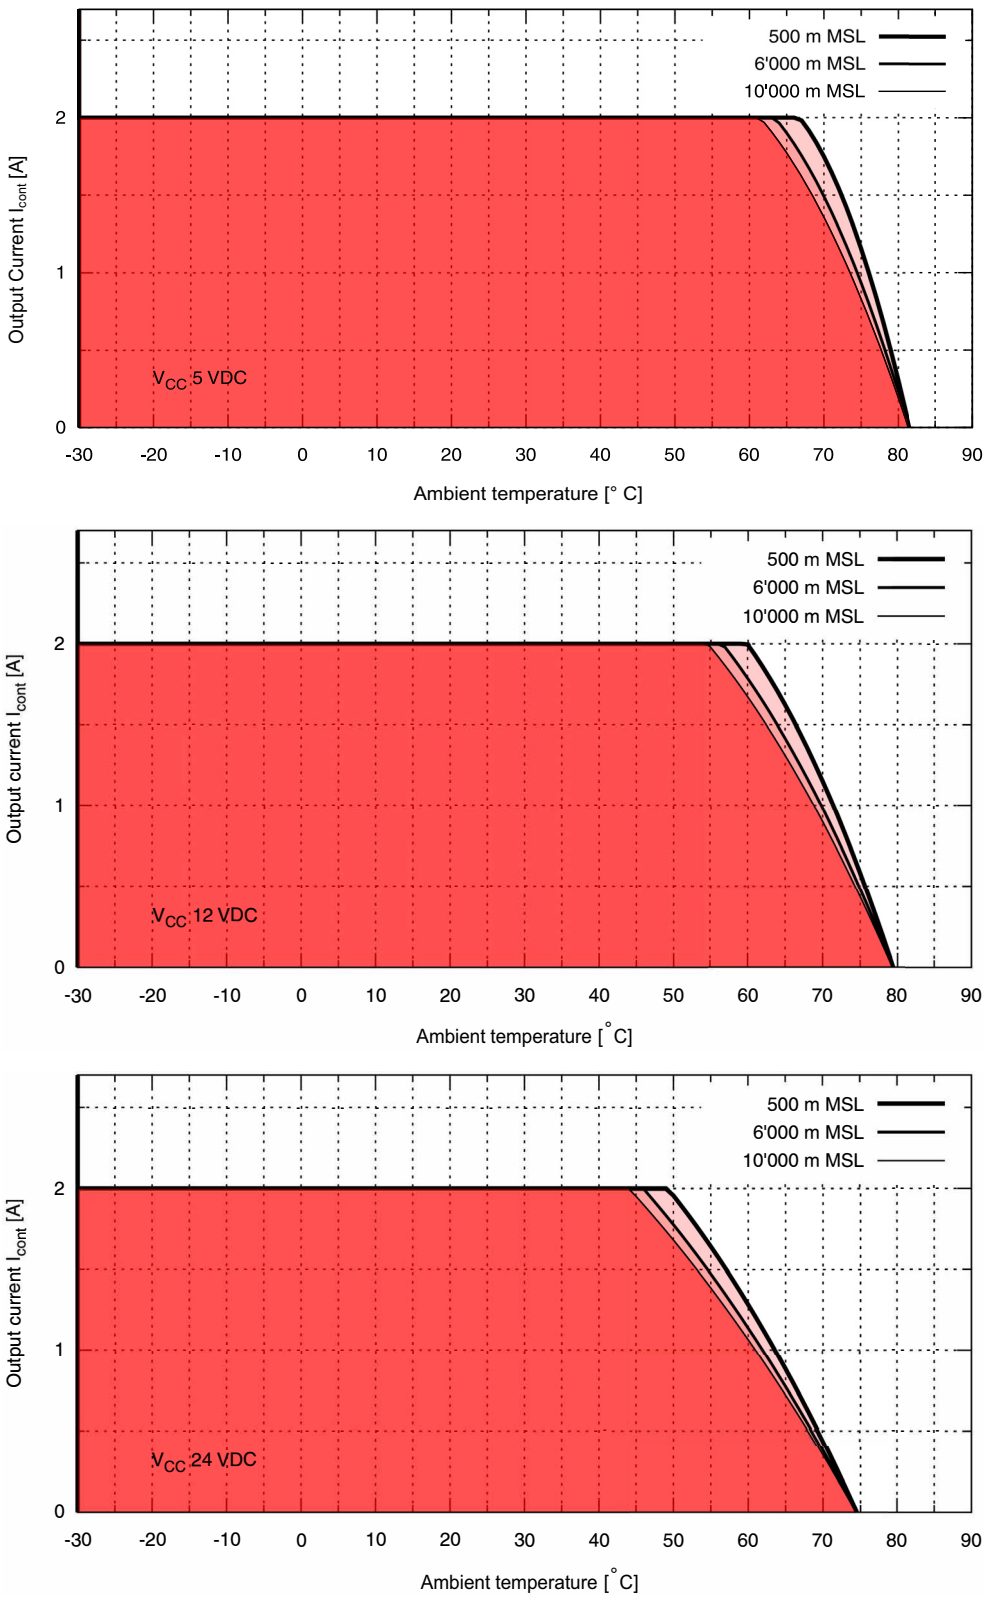 500 m MSL
6'000 m MSL
10'000 m MSL
2
1
0
Output Current Icont [A]
VCC 5 VDC
-30 -20 -10 0 10 20 30 40 50 60 70 80 90
Ambient temperature [° C]
500 m MSL
6'000 m MSL
10'000 m MSL
2
1
0
Output current Icont [A]
VCC 12 VDC
-30 -20 -10 0 10 20 30 40 50 60 70 80 90
Ambient temperature [°C]
500 m MSL
6'000 m MSL
10'000 m MSL
2
1
0
Output current Icont [A]
VCC 24 VDC
-30 -20 -10 0 10 20 30 40 50 60 70 80 90
Ambient temperature [°C]